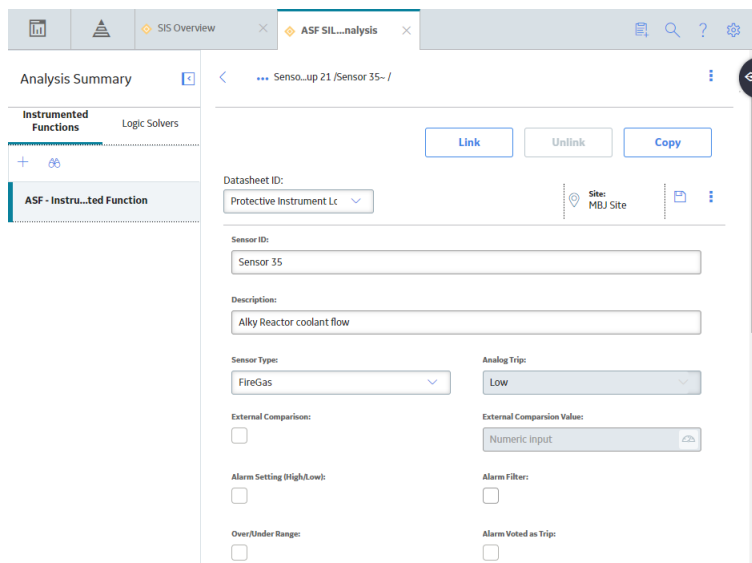 SIS Overview
ASF SIL...nalysis
?
Analysis Summary
... Senso...up 21 /Sensor 35~ /
Instrumented Functions
Logic Solvers
ASF - Instru...ted Function
Link
Unlink
Copy
Datasheet ID:
Protective Instrument Lc
Site:
MBJ Site
Sensor ID:
Sensor 35
Description:
Alky Reactor coolant flow
Sensor Type:
Analog Trip:
FireGas
Low
External Comparison:
External Comparsion Value:
Numeric input
Alarm Setting (High/Low):
Alarm Filter:
Over/Under Range:
Alarm Voted as Trip: